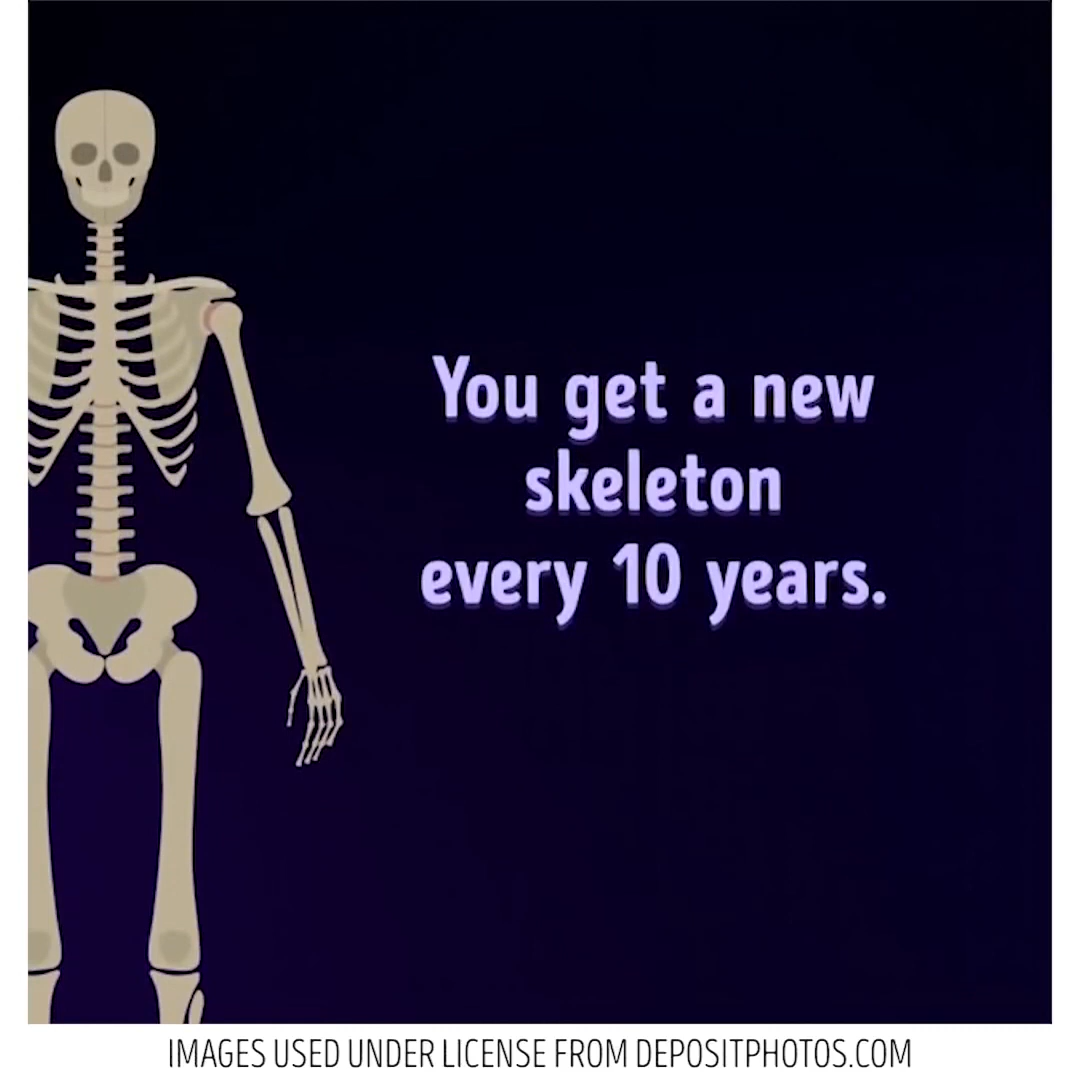 You get a new
skeleton
every 10 years.
IMAGES USED UNDER LICENSE FROM DEPOSITPHOTOS.COM